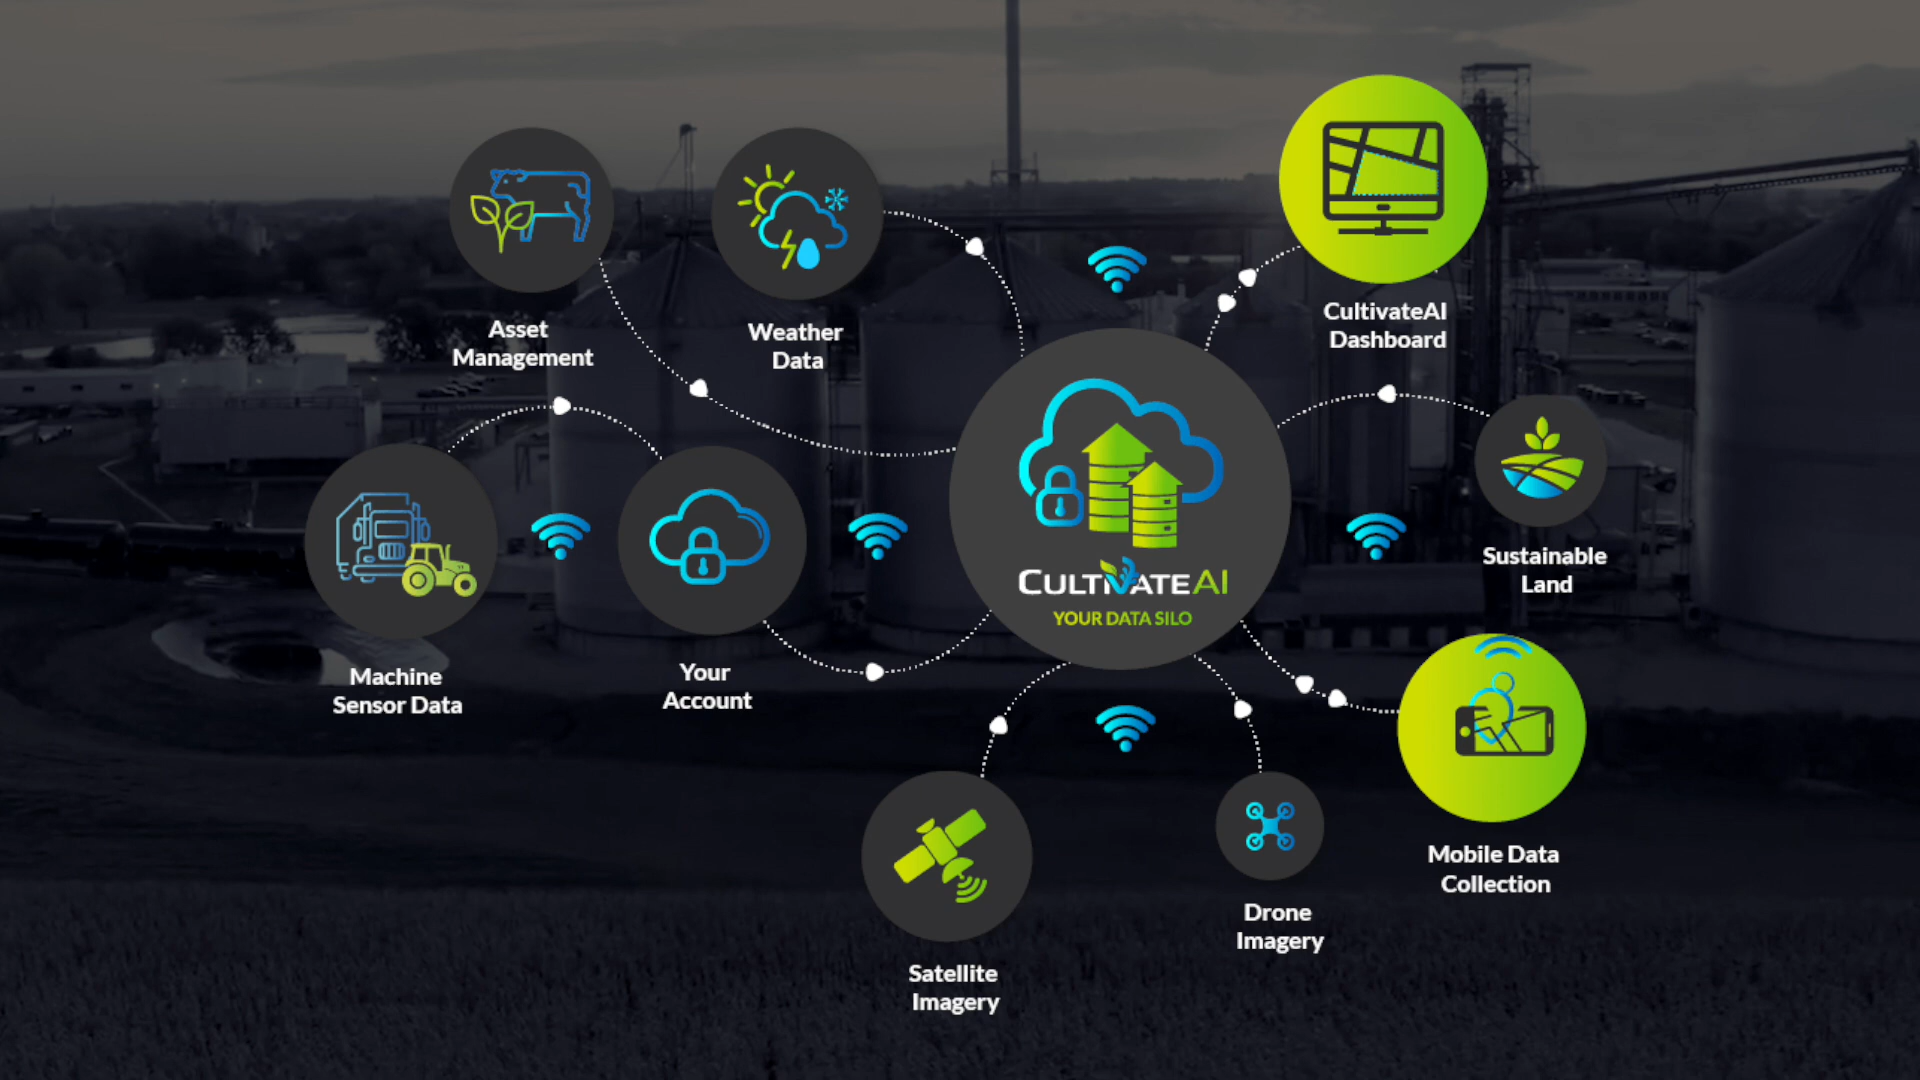 Asset
Management
Weather
Data
CultivateAI
Dashboard
Machine
Sensor Data
Your
Account
CULTIVATEAI
YOUR DATA SILO
Sustainable
Land
Satellite
Imagery
Drone
Imagery
Mobile Data
Collection